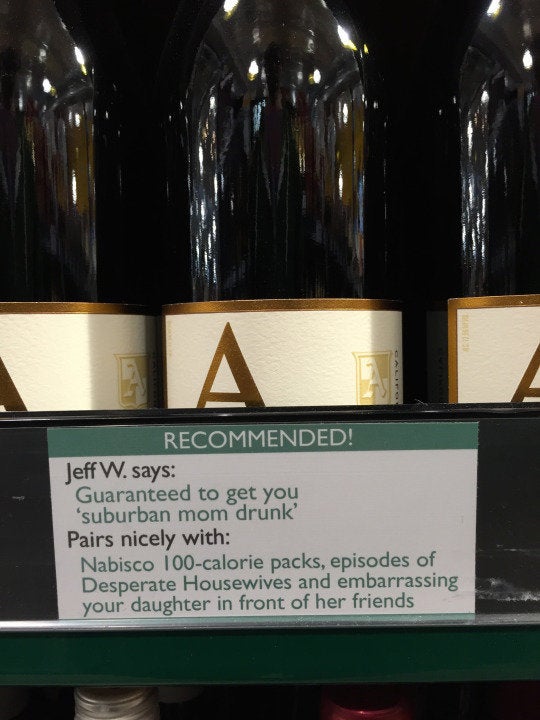 A
A
A
A
CALIFO
RECOMMENDED!
Jeff W. says:
Guaranteed to get you
'suburban mom drunk'
Pairs nicely with:
Nabisco 100-calorie packs, episodes of
Desperate Housewives and embarrassing
your daughter in front of her friends